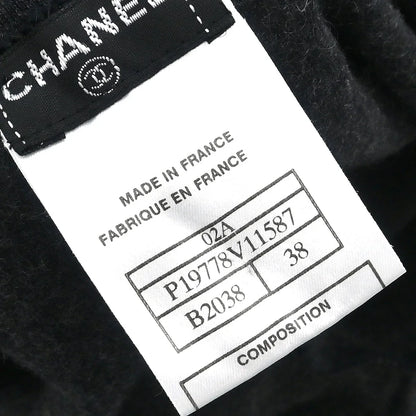 CHANEL
MADE IN FRANCE
FABRIQUE EN FRANCE
02A
P19778V11587
B2038 38
COMPOSITION